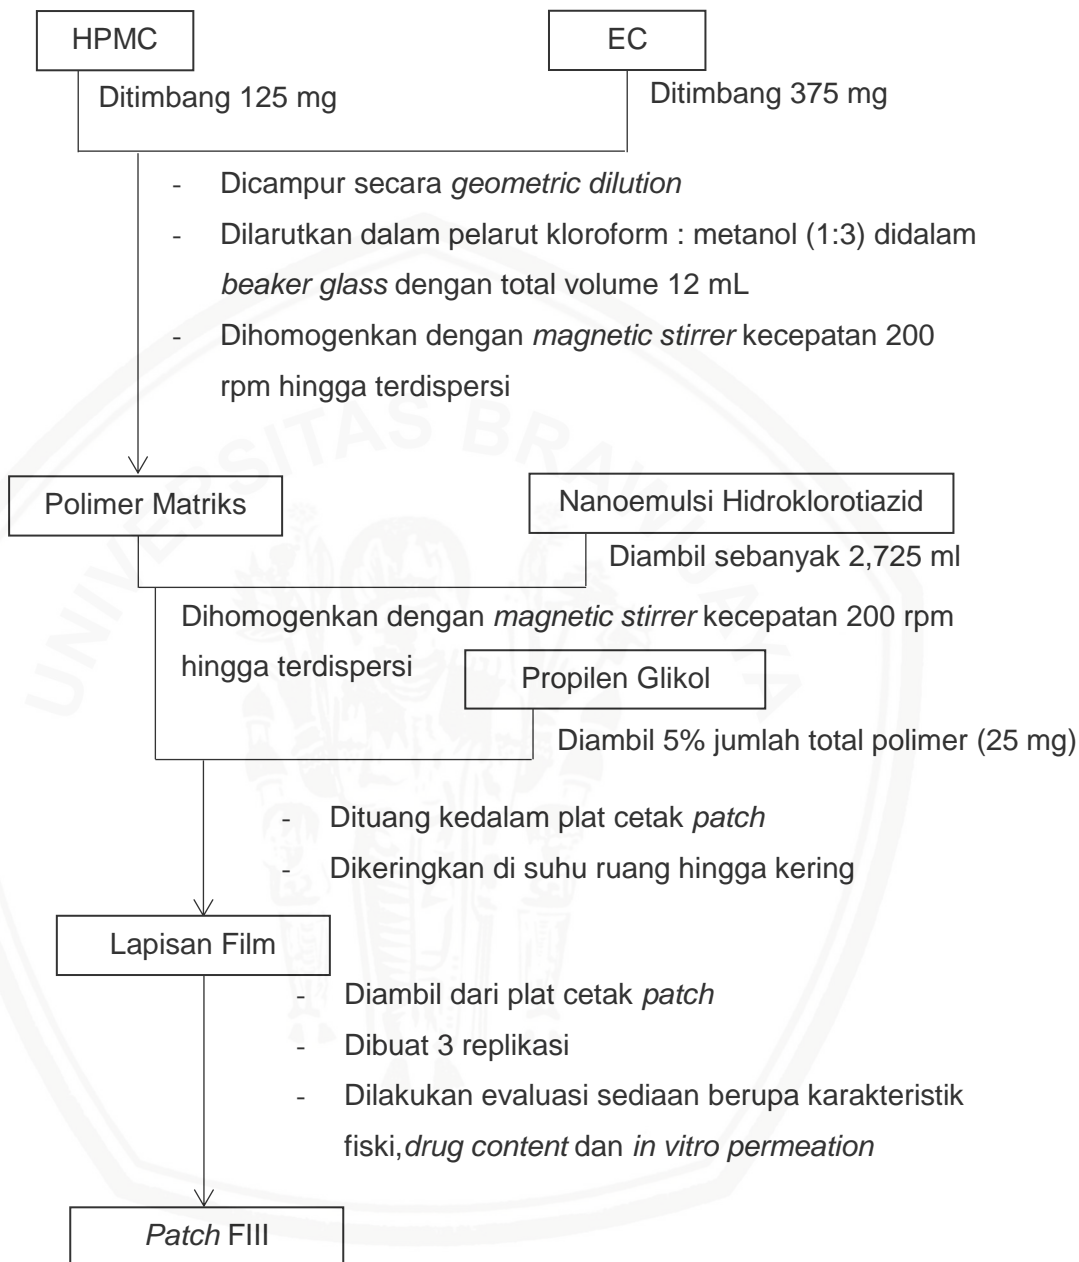 HPMC
EC
Ditimbang 125 mg
Ditimbang 375 mg
- Dicampur secara geometric dilution
- Dilarutkan dalam pelarut kloroform : metanol (1:3) didalam
beaker glass dengan total volume 12 mL
- Dihomogenkan dengan magnetic stirrer kecepatan 200
rpm hingga terdispersi
UNIVERSITAS BRAWIJAYA
Polimer Matriks
Nanoemulsi Hidroklorotiazid
Diambil sebanyak 2,725 ml
Dihomogenkan dengan magnetic stirrer kecepatan 200 rpm
hingga terdispersi
Propilen Glikol
Diambil 5% jumlah total polimer (25 mg)
- Dituang kedalam plat cetak patch
- Dikeringkan di suhu ruang hingga kering
Lapisan Film
- Diambil dari plat cetak patch
- Dibuat 3 replikasi
- Dilakukan evaluasi sediaan berupa karakteristik
fiski,drug content dan in vitro permeation
Patch FIII